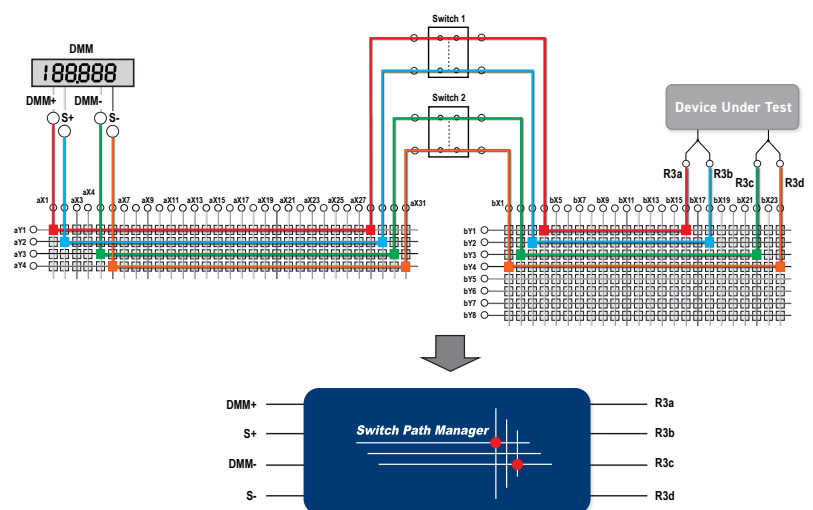 Switch 1
DMM
188.888
DMM+ DMM-
S+ S-
Switch 2
Device Under Test
R3a R3b R3c R3d
aX1 aX3 aX4 aX7 aX9 aX11 aX13 aX15 aX17 aX19 aX21 aX23 aX25 aX27 aX31
bX1 bX5 bX7 bX9 bX11 bX13 bX15 bX17 bX19 bX21 bX23
aY1
aY2
aY3
aY4
bY1
bY2
bY3
bY4
bY5
bY6
bY7
bY8
DMM+ R3a
Switch Path Manager
S+ R3b
DMM- R3c
S- R3d